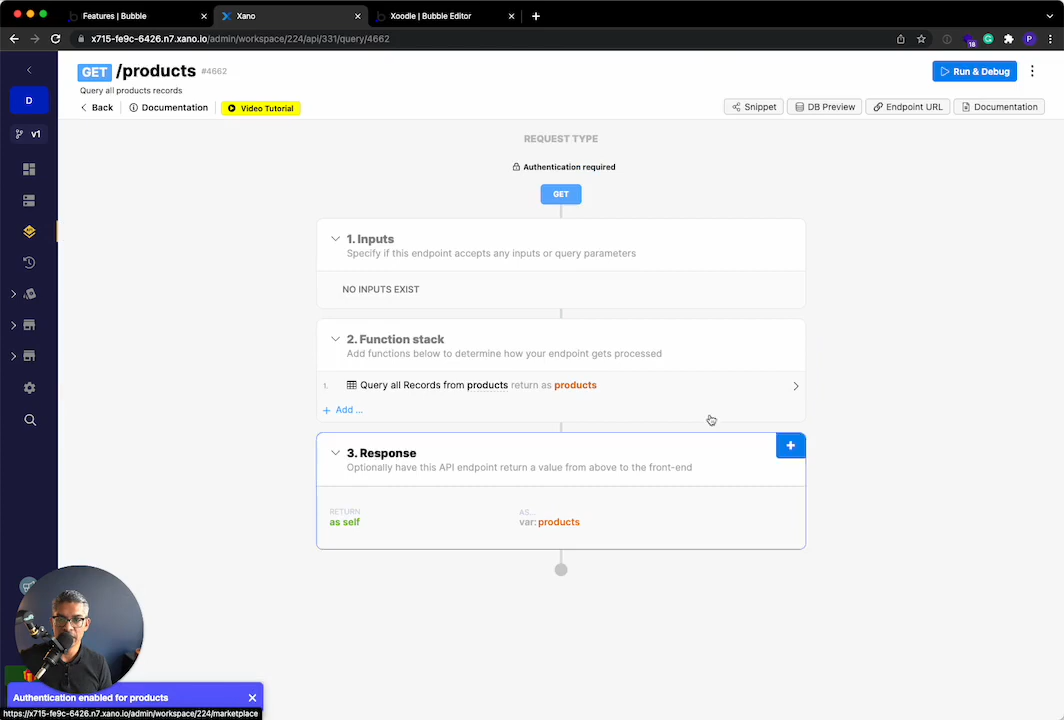 Features | Bubble
Xano
Xoodle | Bubble Editor
x715-fe9c-6426.n7.xano.io/admin/workspace/224/api/331/query/4662
18
P
D
v1
GET /products #4662
Query all products records
Back
Documentation
Video Tutorial
Run & Debug
Snippet
DB Preview
Endpoint URL
Documentation
REQUEST TYPE
Authentication required
GET
1. Inputs
Specify if this endpoint accepts any inputs or query parameters
NO INPUTS EXIST
2. Function stack
Add functions below to determine how your endpoint gets processed
1. Query all Records from products return as products
+ Add ...
3. Response
Optionally have this API endpoint return a value from above to the front-end
RETURN
as self
AS...
var: products
Authentication enabled for products
https://x715-fe9c-6426.n7.xano.io/admin/workspace/224/marketplace